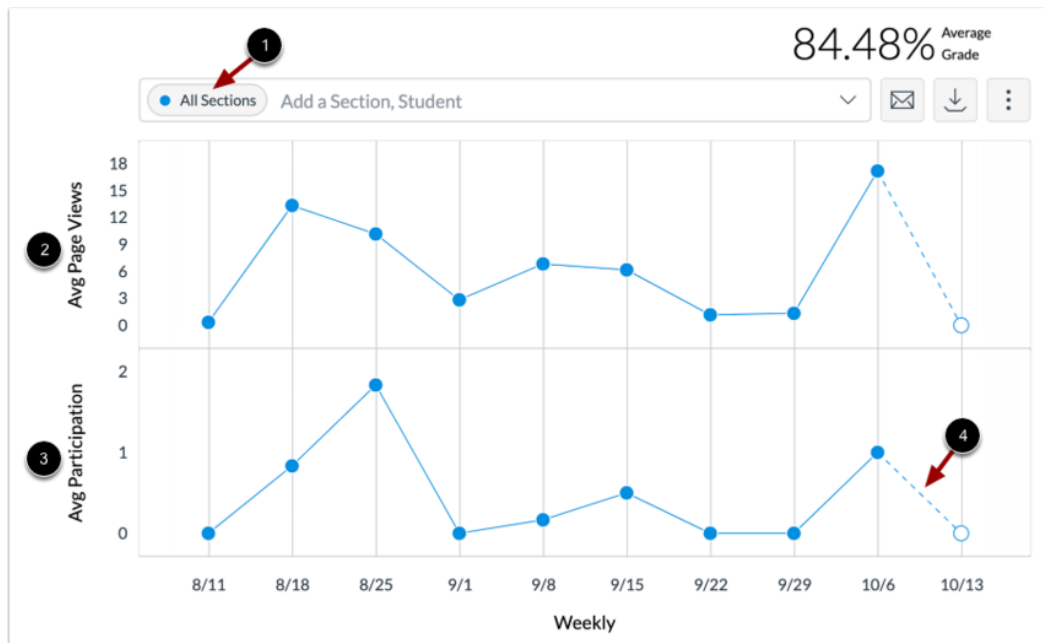 84.48% Average
Grade
1
All Sections Add a Section, Student
2
Avg Page Views
18
15
12
9
6
3
0
3
Avg Participation
2
1
0
4
8/11 8/18 8/25 9/1 9/8 9/15 9/22 9/29 10/6 10/13
Weekly